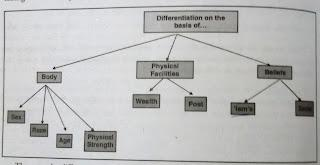 Differentiation on the
basis of...
Body
Physical
Facilities
Beliefs
Sex
Race
Age
Physical
Strength
Wealth
Post
'Ism's